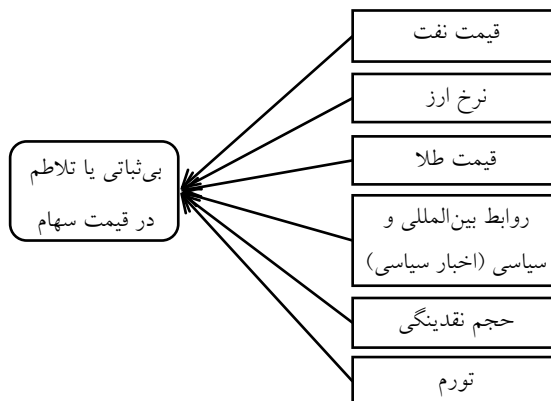 قیمت نفت
نرخ ارز
قیمت طلا
روابط بین‌المللی و
سیاسی (اخبار سیاسی)
حجم نقدینگی
تورم
بی‌ثباتی یا تلاطم
در قیمت سهام